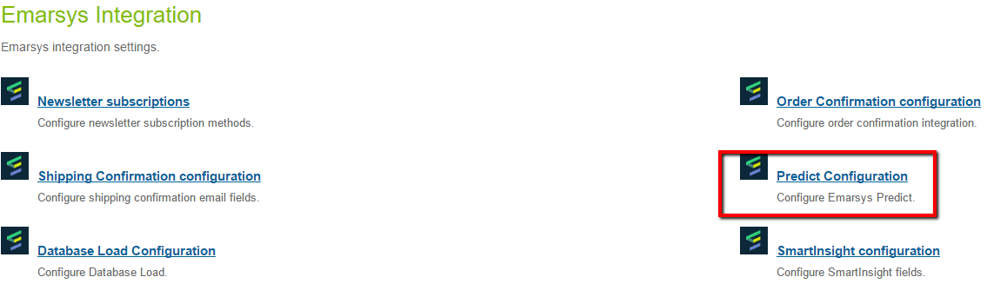 Emarsys Integration
Emarsys integration settings.
Newsletter subscriptions
Configure newsletter subscription methods.
Order Confirmation configuration
Configure order confirmation integration.
Shipping Confirmation configuration
Configure shipping confirmation email fields.
Predict Configuration
Configure Emarsys Predict.
Database Load Configuration
Configure Database Load.
SmartInsight configuration
Configure SmartInsight fields.